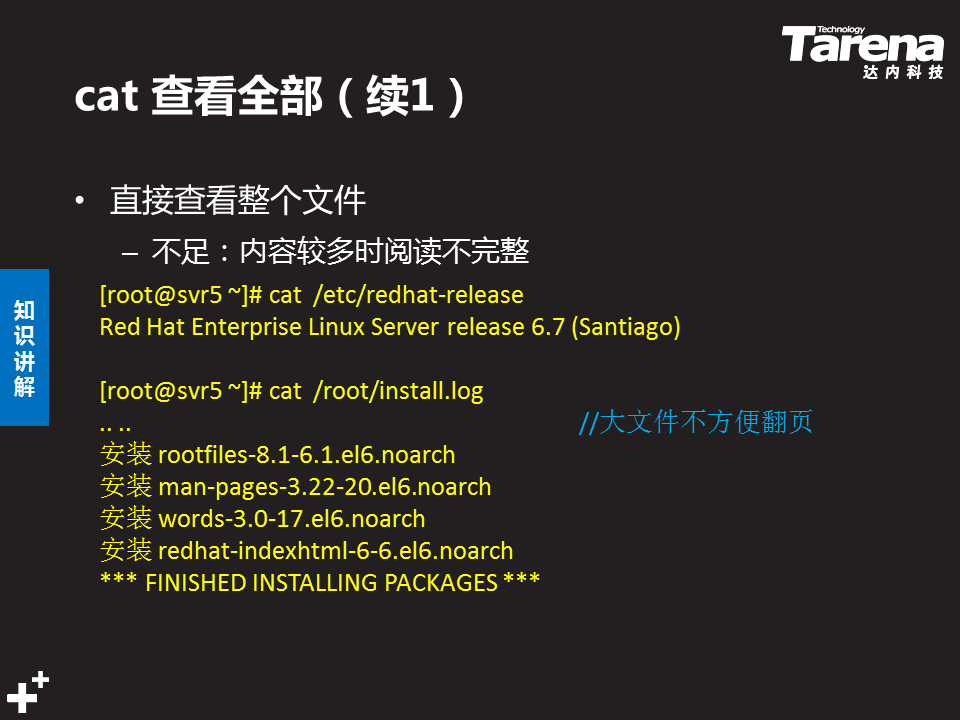 Technology
Tarena
达内科技
cat 查看全部（续1）
• 直接查看整个文件
– 不足：内容较多时阅读不完整
知识讲解
[root@svr5 ~]# cat /etc/redhat-release
Red Hat Enterprise Linux Server release 6.7 (Santiago)
[root@svr5 ~]# cat /root/install.log
.. .. //大文件不方便翻页
安装 rootfiles-8.1-6.1.el6.noarch
安装 man-pages-3.22-20.el6.noarch
安装 words-3.0-17.el6.noarch
安装 redhat-indexhtml-6-6.el6.noarch
*** FINISHED INSTALLING PACKAGES ***